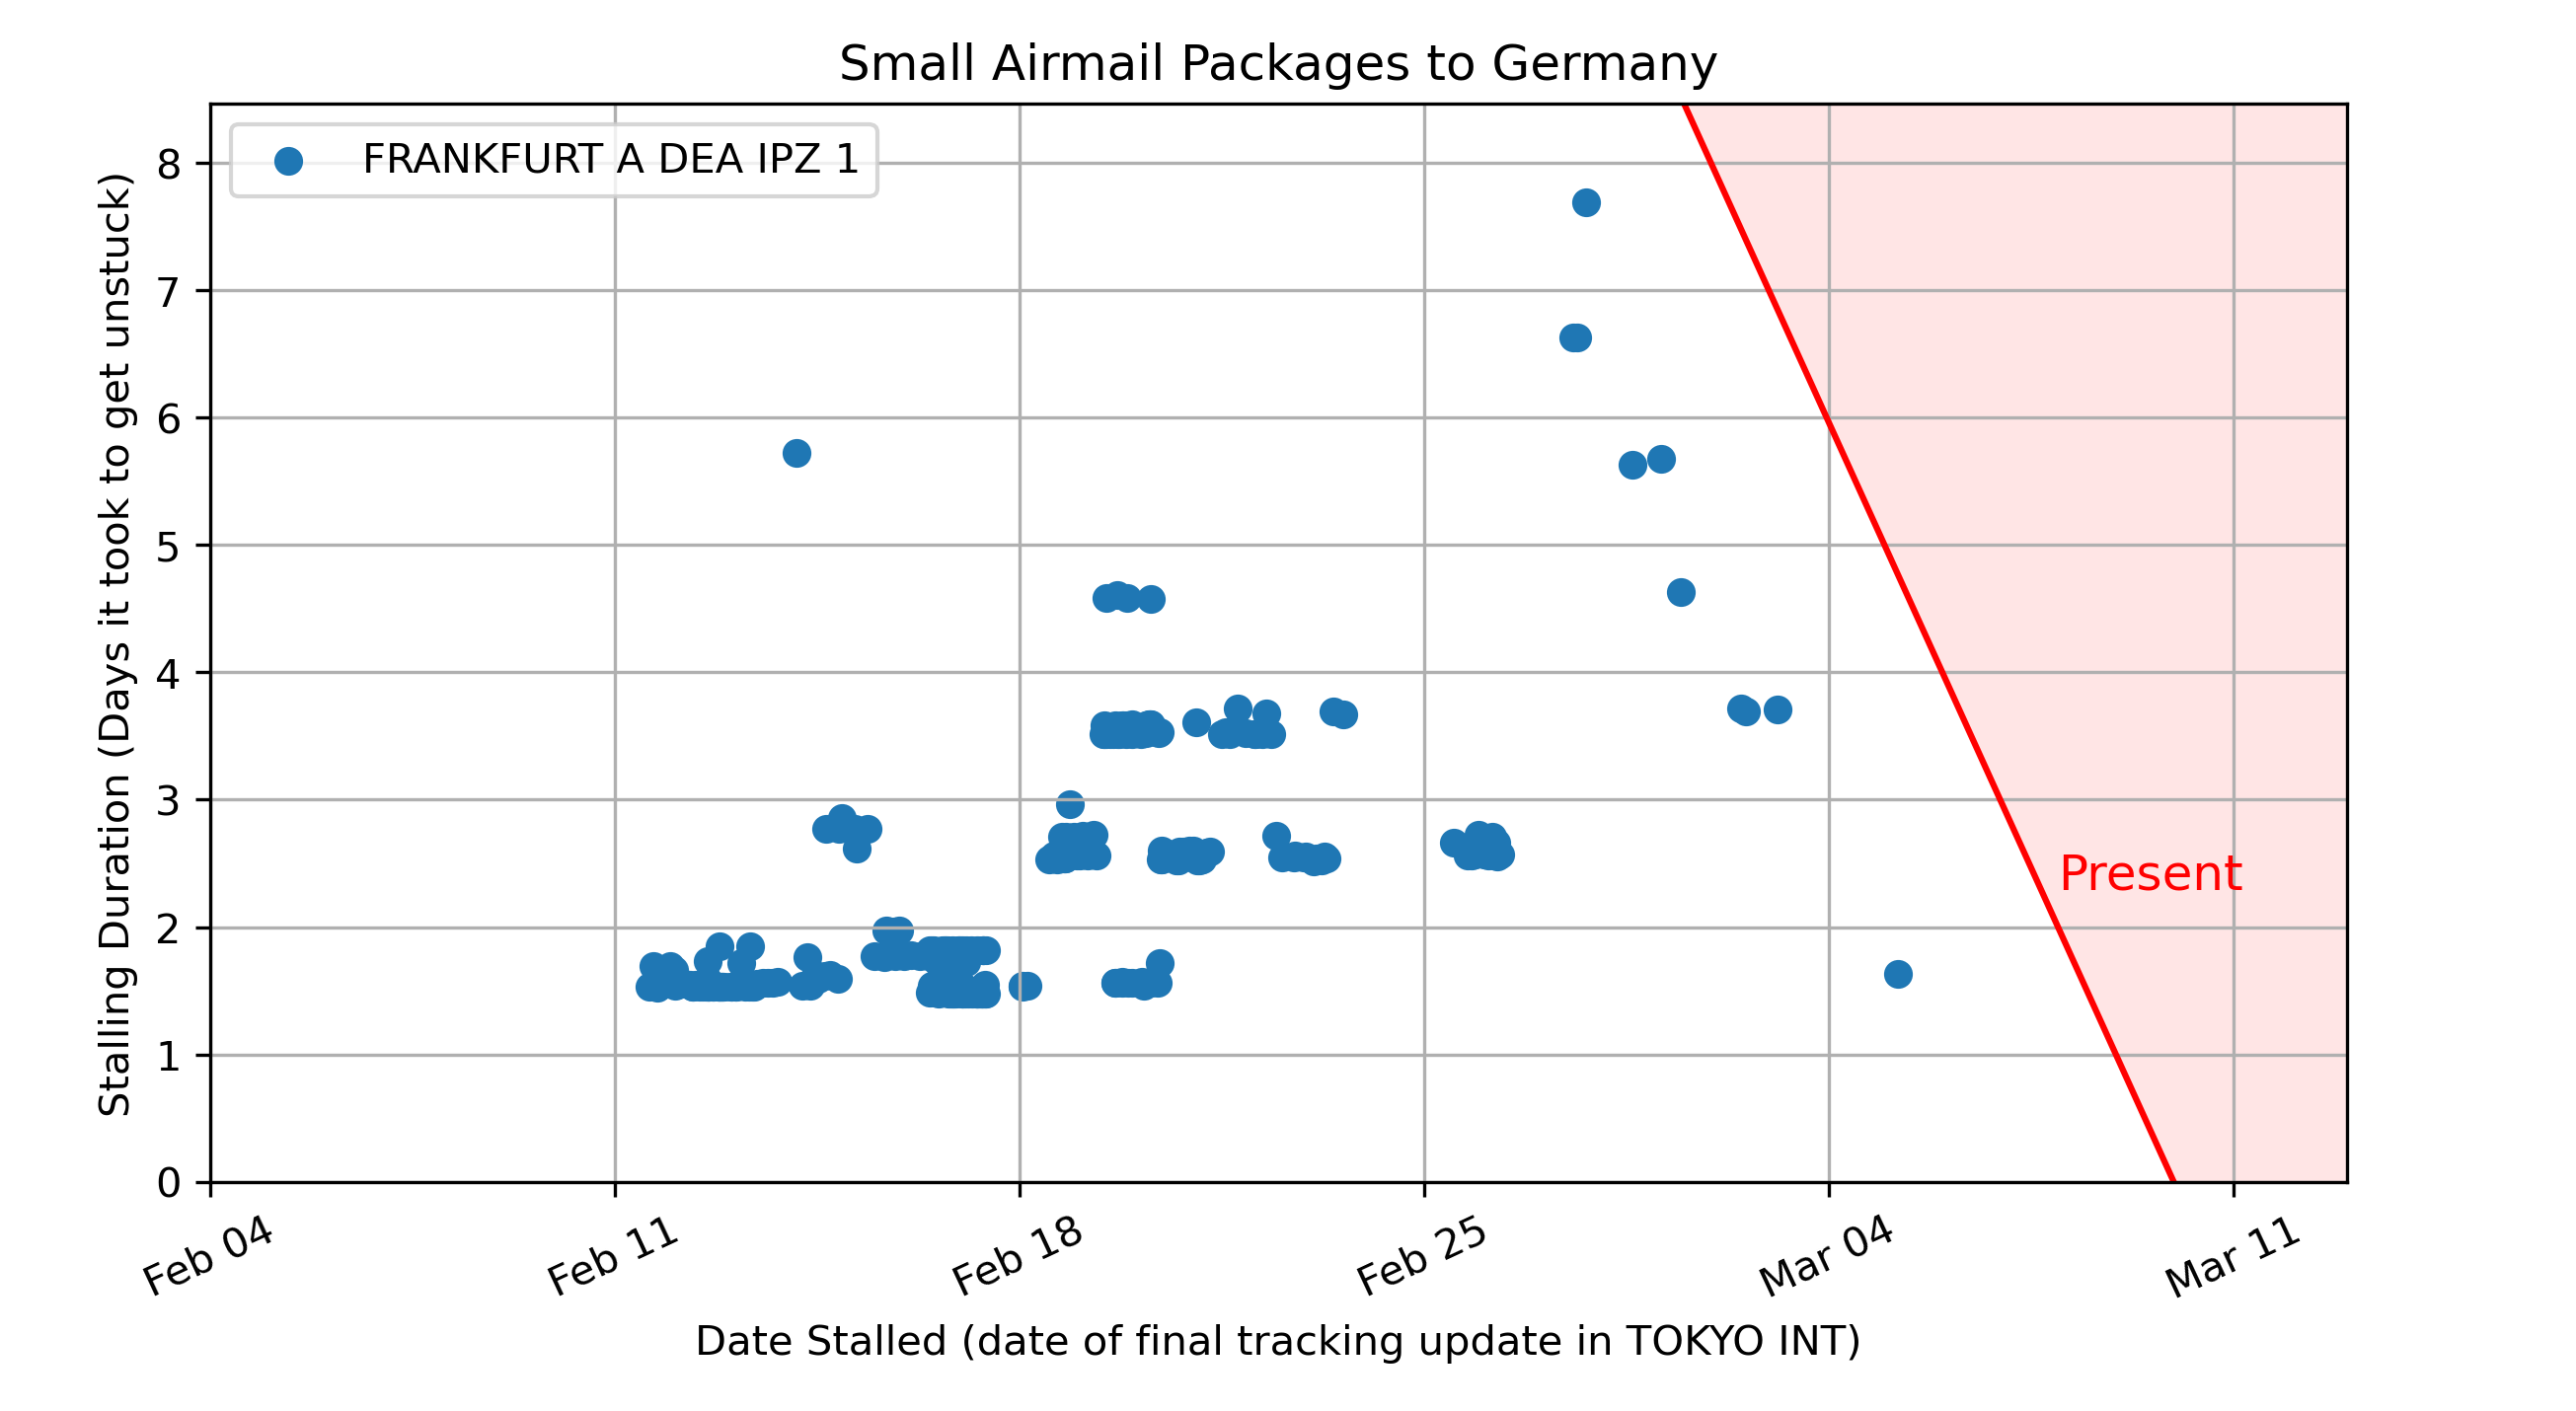 Small Airmail Packages to Germany
FRANKFURT A DEA IPZ 1
Stalling Duration (Days it took to get unstuck)
8
7
6
5
4
3
2
1
0
Present
Feb 04
Feb 11
Feb 18
Feb 25
Mar 04
Mar 11
Date Stalled (date of final tracking update in TOKYO INT)